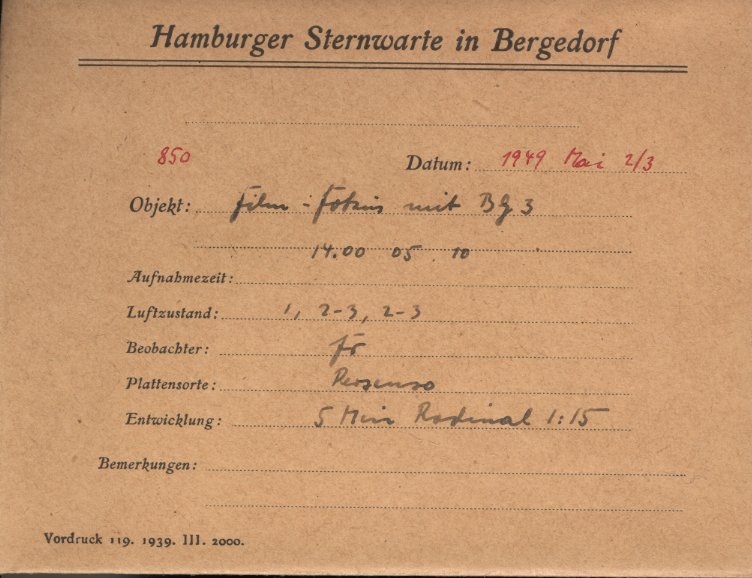 Hamburger Sternwarte in Bergedorf
850 Datum: 1949 Mai 2/3
Objekt: Film-Fokus mit BG 3
14.00 05 10
Aufnahmezeit:
Luftzustand: 1, 2-3, 2-3
Beobachter: Fr
Plattensorte: Persenso
Entwicklung: 5 Min Rodinal 1:15
Bemerkungen:
Vordruck 119. 1939. III. 2000.